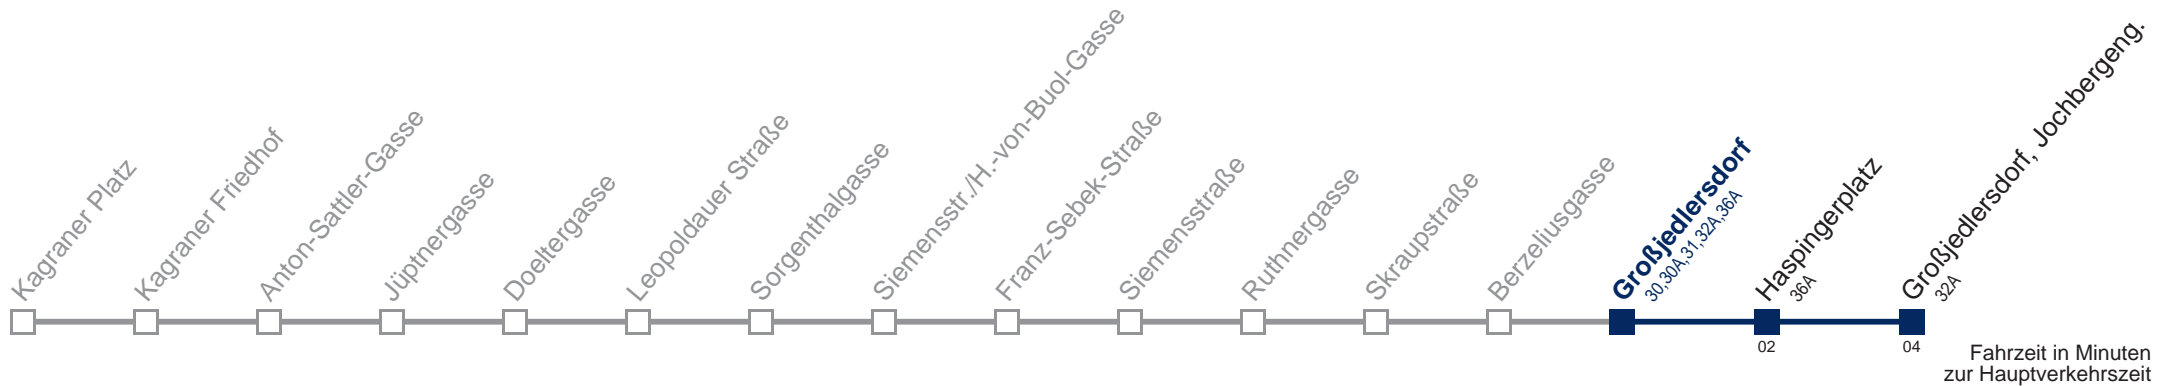 Kagraner Platz
Kagraner Friedhof
Anton-Sattler-Gasse
Jüptnergasse
Doeltergasse
Leopoldauer Straße
Sorgenthalgasse
Siemensstr./H.-von-Buol-Gasse
Franz-Sebek-Straße
Siemensstraße
Ruthnergasse
Skraupstraße
Berzeliusgasse
Großjedlersdorf
30,30A,31,32A,36A
Haspingerplatz
36A
Großjedlersdorf, Jochbergeng.
32A
02
04
Fahrzeit in Minuten
zur Hauptverkehrszeit